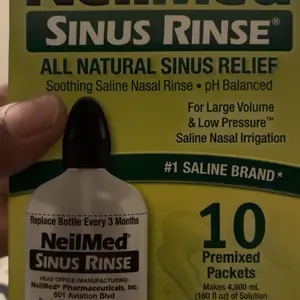 NeilMed
SINUS RINSE®
ALL NATURAL SINUS RELIEF
Soothing Saline Nasal Rinse • pH Balanced
For Large Volume
& Low Pressure™
Saline Nasal Irrigation
#1 SALINE BRAND*
Replace Bottle Every 3 Months
NeilMed®
SINUS RINSE
HEAD OFFICE/MANUFACTURING:
NeilMed® Pharmaceuticals, Inc.
601 Aviation Blvd
10
Premixed
Packets
Makes 4,800 mL
(160 fl oz) of Solution